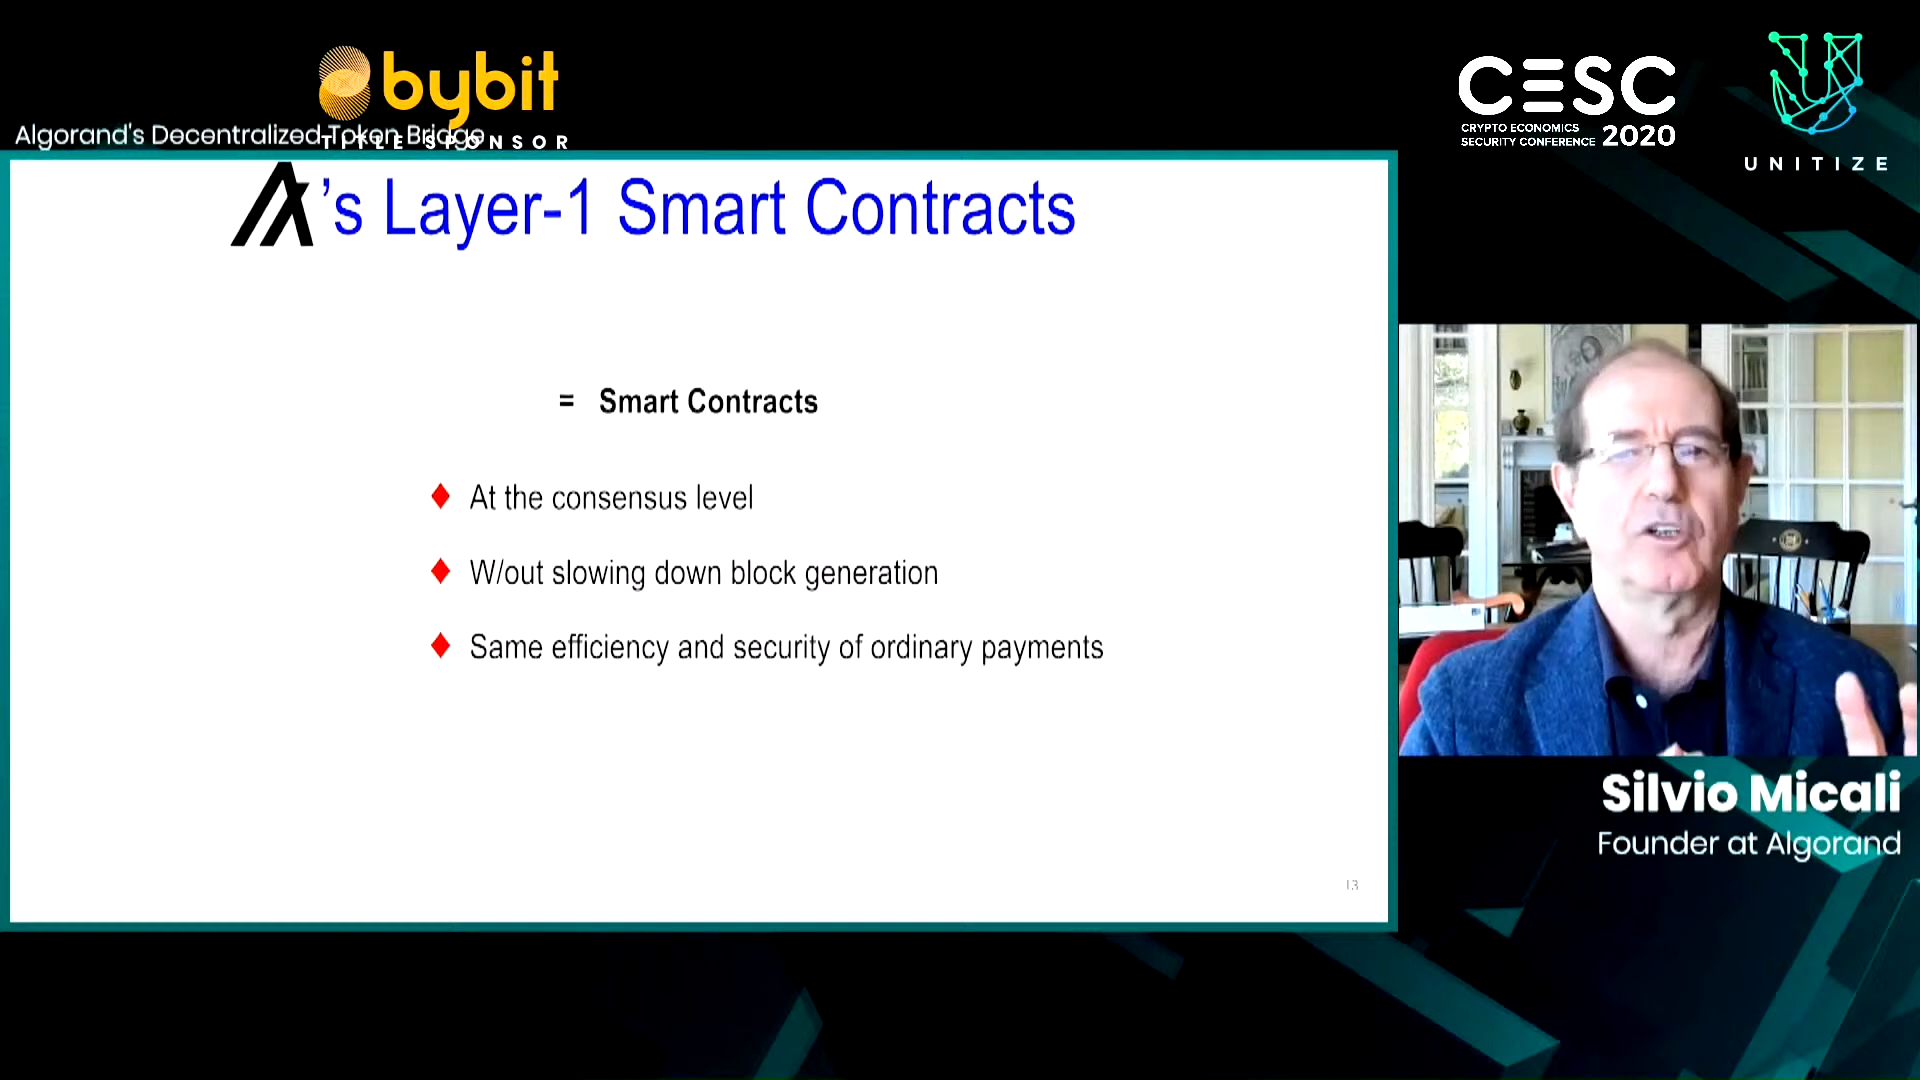 bybit
TITLE SPONSOR
Algorand's Decentralized Token Bridge
CESC
CRYPTO ECONOMICS
SECURITY CONFERENCE 2020
UNITIZE
's Layer-1 Smart Contracts
= Smart Contracts
At the consensus level
W/out slowing down block generation
Same efficiency and security of ordinary payments
13
Silvio Micali
Founder at Algorand